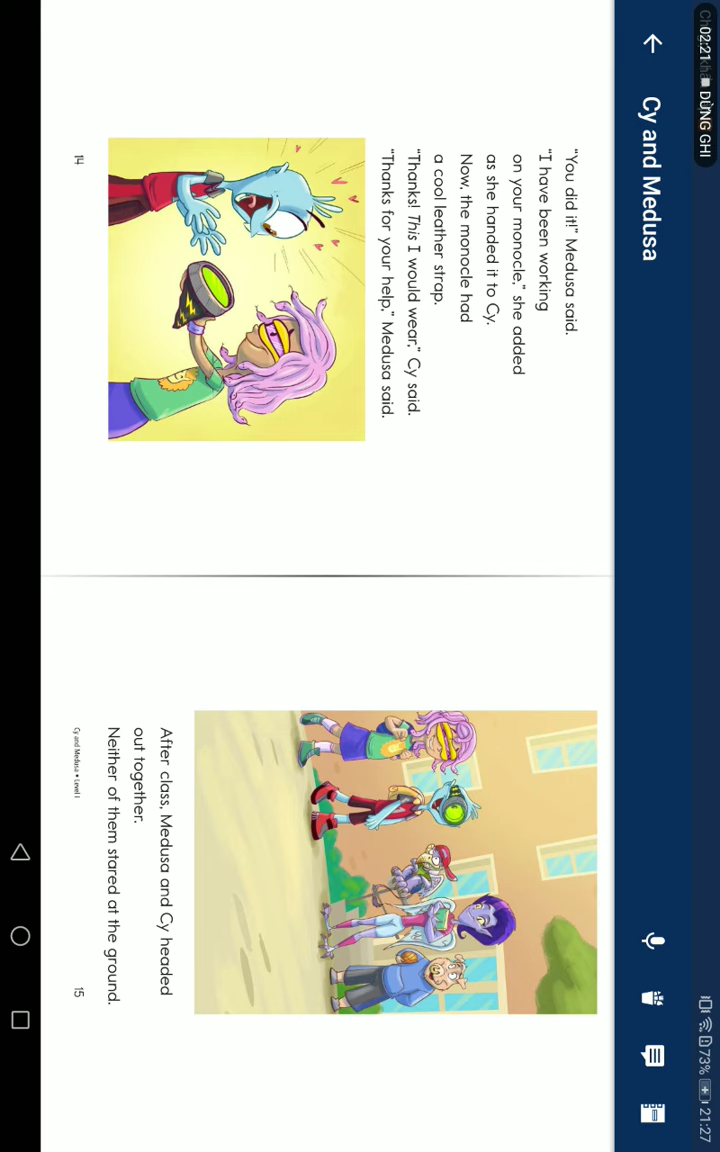 02:21 DỪNG GHI
73% 21:27
Cy and Medusa
"You did it!" Medusa said.
"I have been working
on your monocle," she added
as she handed it to Cy.
Now, the monocle had
a cool leather strap.
"Thanks! This I would wear," Cy said.
"Thanks for your help," Medusa said.
14
After class, Medusa and Cy headed
out together.
Neither of them stared at the ground.
Cy and Medusa • Level I
15